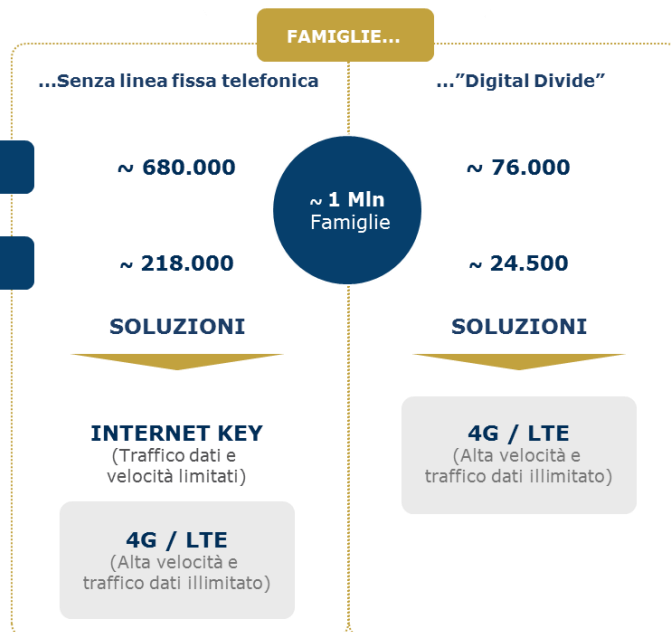 FAMIGLIE...
...Senza linea fissa telefonica
..."Digital Divide"
~ 680.000
~ 76.000
~ 1 Mln
Famiglie
~ 218.000
~ 24.500
SOLUZIONI
SOLUZIONI
INTERNET KEY
(Traffico dati e
velocità limitati)
4G / LTE
(Alta velocità e
traffico dati illimitato)
4G / LTE
(Alta velocità e
traffico dati illimitato)